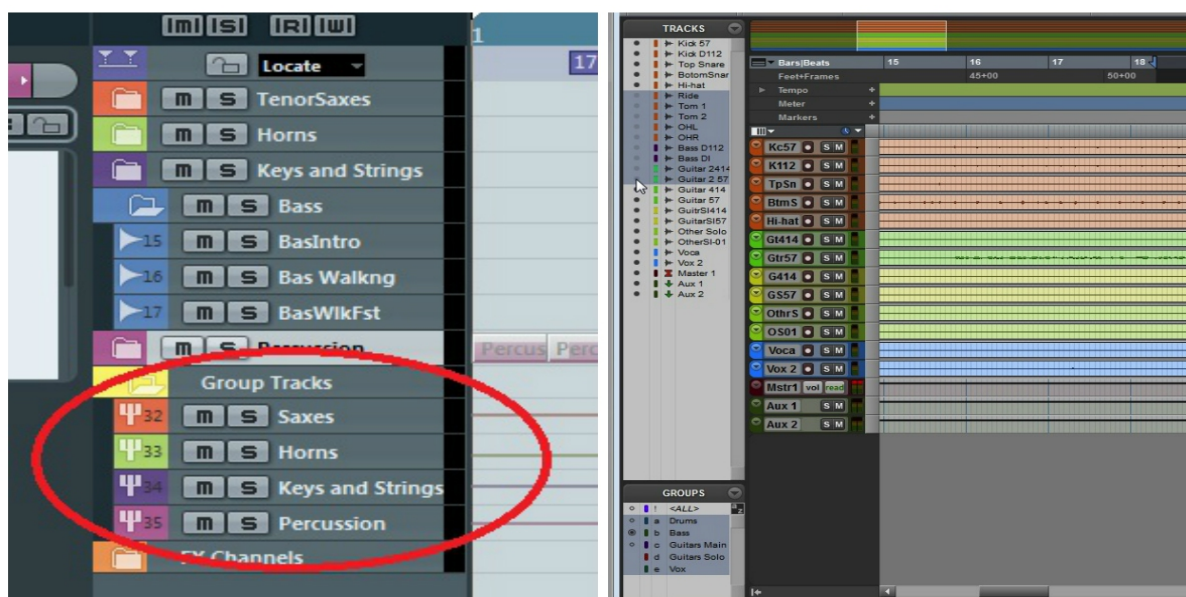 m S R W
1
Locate
17
m S TenorSaxes
m S Horns
m S Keys and Strings
m S Bass
15 m S BasIntro
16 m S Bas Walkng
17 m S BasWlkFst
m S Percussion
Percus Perc
Group Tracks
32 m S Saxes
33 m S Horns
34 m S Keys and Strings
35 m S Percussion
FX Channels
TRACKS
Kick 57
Kick D112
Top Snare
BotomSnar
Hi-hat
Ride
Tom 1
Tom 2
OHL
OHR
Bass D112
Bass DI
Guitar 2414
Guitar 2 57
Guitar 414
Guitar 57
GuitrSl414
GuitarSl57
Other Solo
OtherSl-01
Voca
Vox 2
Master 1
Aux 1
Aux 2
GROUPS
! <ALL>
a Drums
b Bass
c Guitars Main
d Guitars Solo
e Vox
Bars|Beats 15 16 17 18
Feet+Frames 45+00 50+00
Tempo +
Meter +
Markers +
Kc57 S M
K112 S M
TpSn S M
BtmS S M
Hi-hat S M
Gt414 S M
Gtr57 S M
G414 S M
GS57 S M
OthrS S M
OS01 S M
Voca S M
Vox 2 S M
Mstr1 vol read
Aux 1 S M
Aux 2 S M